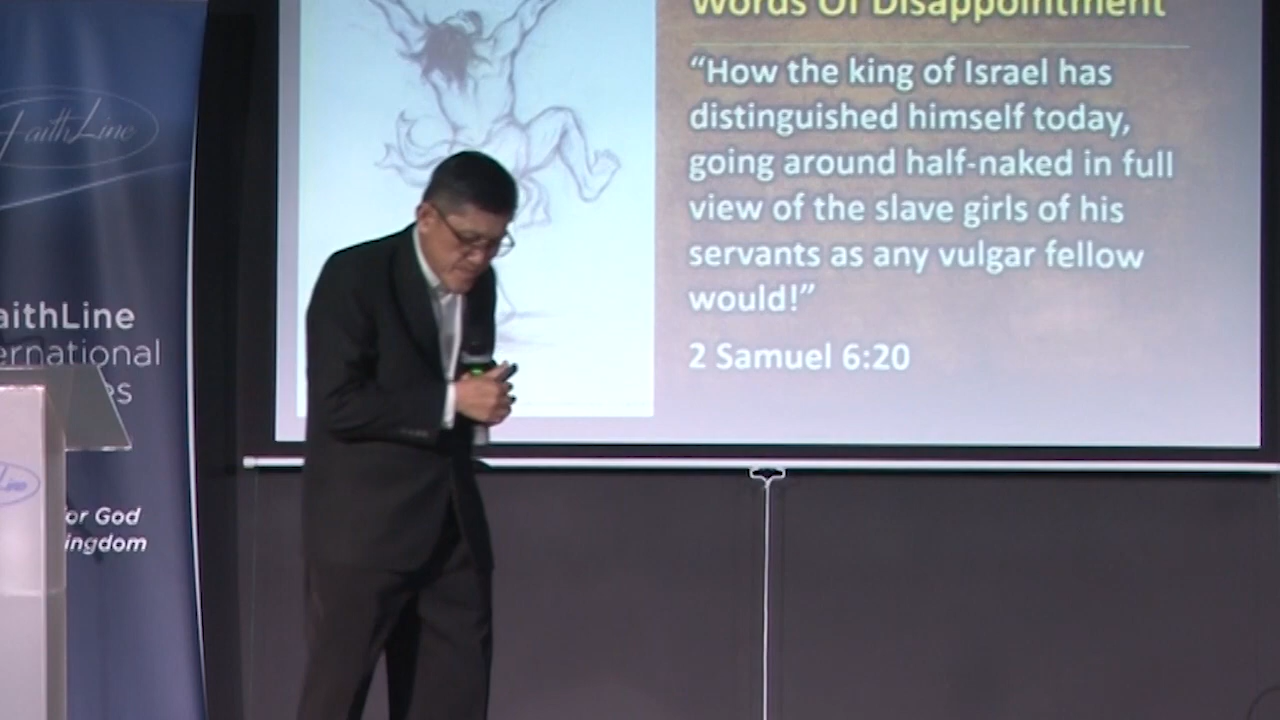 Words Of Disappointment
“How the king of Israel has
distinguished himself today,
going around half-naked in full
view of the slave girls of his
servants as any vulgar fellow
would!”
2 Samuel 6:20
FaithLine
aithLine
ernational
es
or God
ingdom